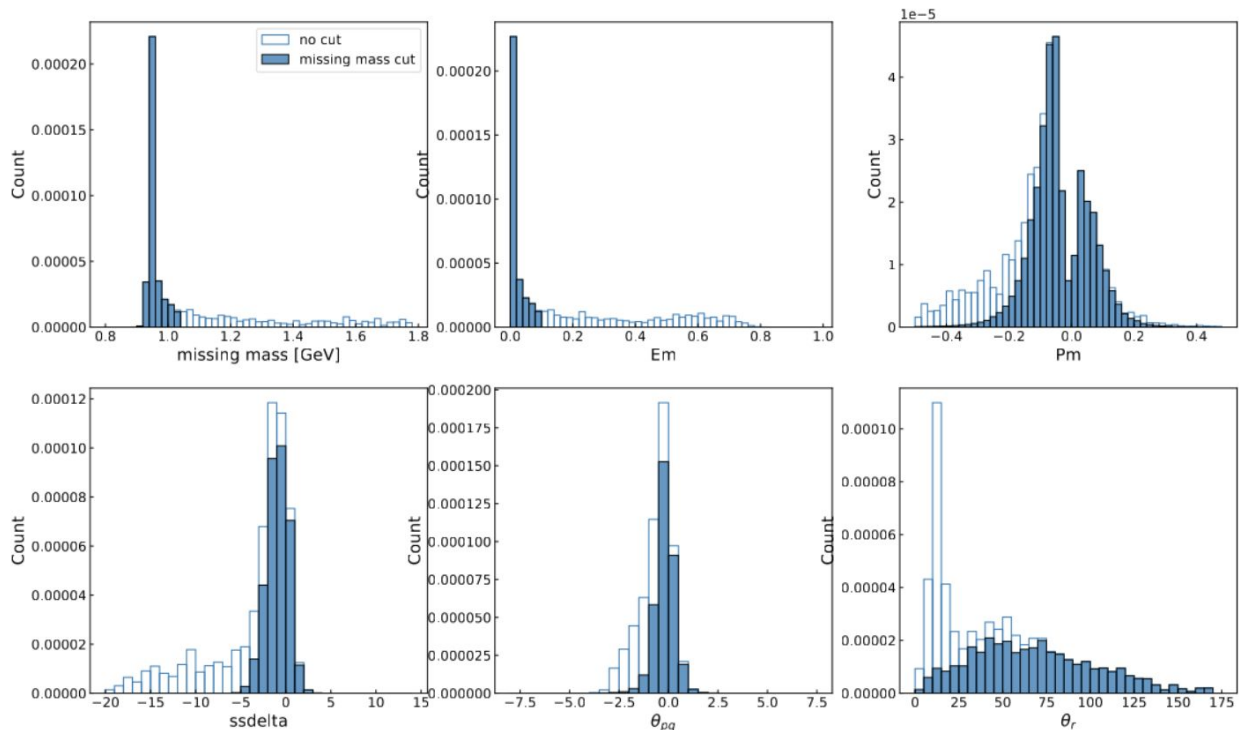 no cut
missing mass cut
Count
0.00020
0.00015
0.00010
0.00005
0.00000
0.8 1.0 1.2 1.4 1.6 1.8
missing mass [GeV]
Count
0.00020
0.00015
0.00010
0.00005
0.00000
0.0 0.2 0.4 0.6 0.8 1.0
Em
1e−5
Count
5
4
3
2
1
−0.4 −0.2 0.0 0.2 0.4
Pm
Count
0.00012
0.00010
0.00008
0.00006
0.00004
0.00002
0.00000
−20 −15 −10 −5 0 5 10 15
ssdelta
Count
0.000200
0.000175
0.000150
0.000125
0.000100
0.000075
0.000050
0.000025
0.000000
−7.5 −5.0 −2.5 0.0 2.5 5.0 7.5
θpq
Count
0.00010
0.00008
0.00006
0.00004
0.00002
0.00000
0 25 50 75 100 125 150 175
θr